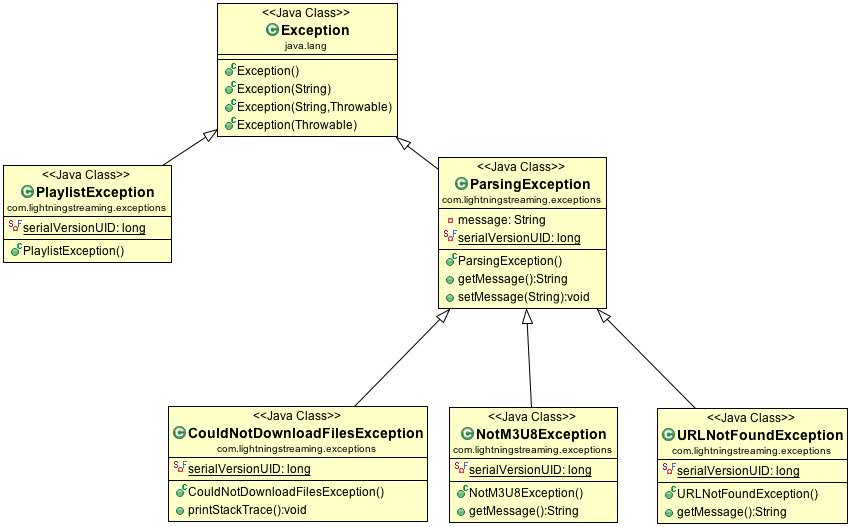 <<Java Class>>
Exception
java.lang
Exception()
Exception(String)
Exception(String,Throwable)
Exception(Throwable)
<<Java Class>>
PlaylistException
com.lightningstreaming.exceptions
serialVersionUID: long
PlaylistException()
<<Java Class>>
ParsingException
com.lightningstreaming.exceptions
message: String
serialVersionUID: long
ParsingException()
getMessage():String
setMessage(String):void
<<Java Class>>
CouldNotDownloadFilesException
com.lightningstreaming.exceptions
serialVersionUID: long
CouldNotDownloadFilesException()
printStackTrace():void
<<Java Class>>
NotM3U8Exception
com.lightningstreaming.exceptions
serialVersionUID: long
NotM3U8Exception()
getMessage():String
<<Java Class>>
URLNotFoundException
com.lightningstreaming.exceptions
serialVersionUID: long
URLNotFoundException()
getMessage():String